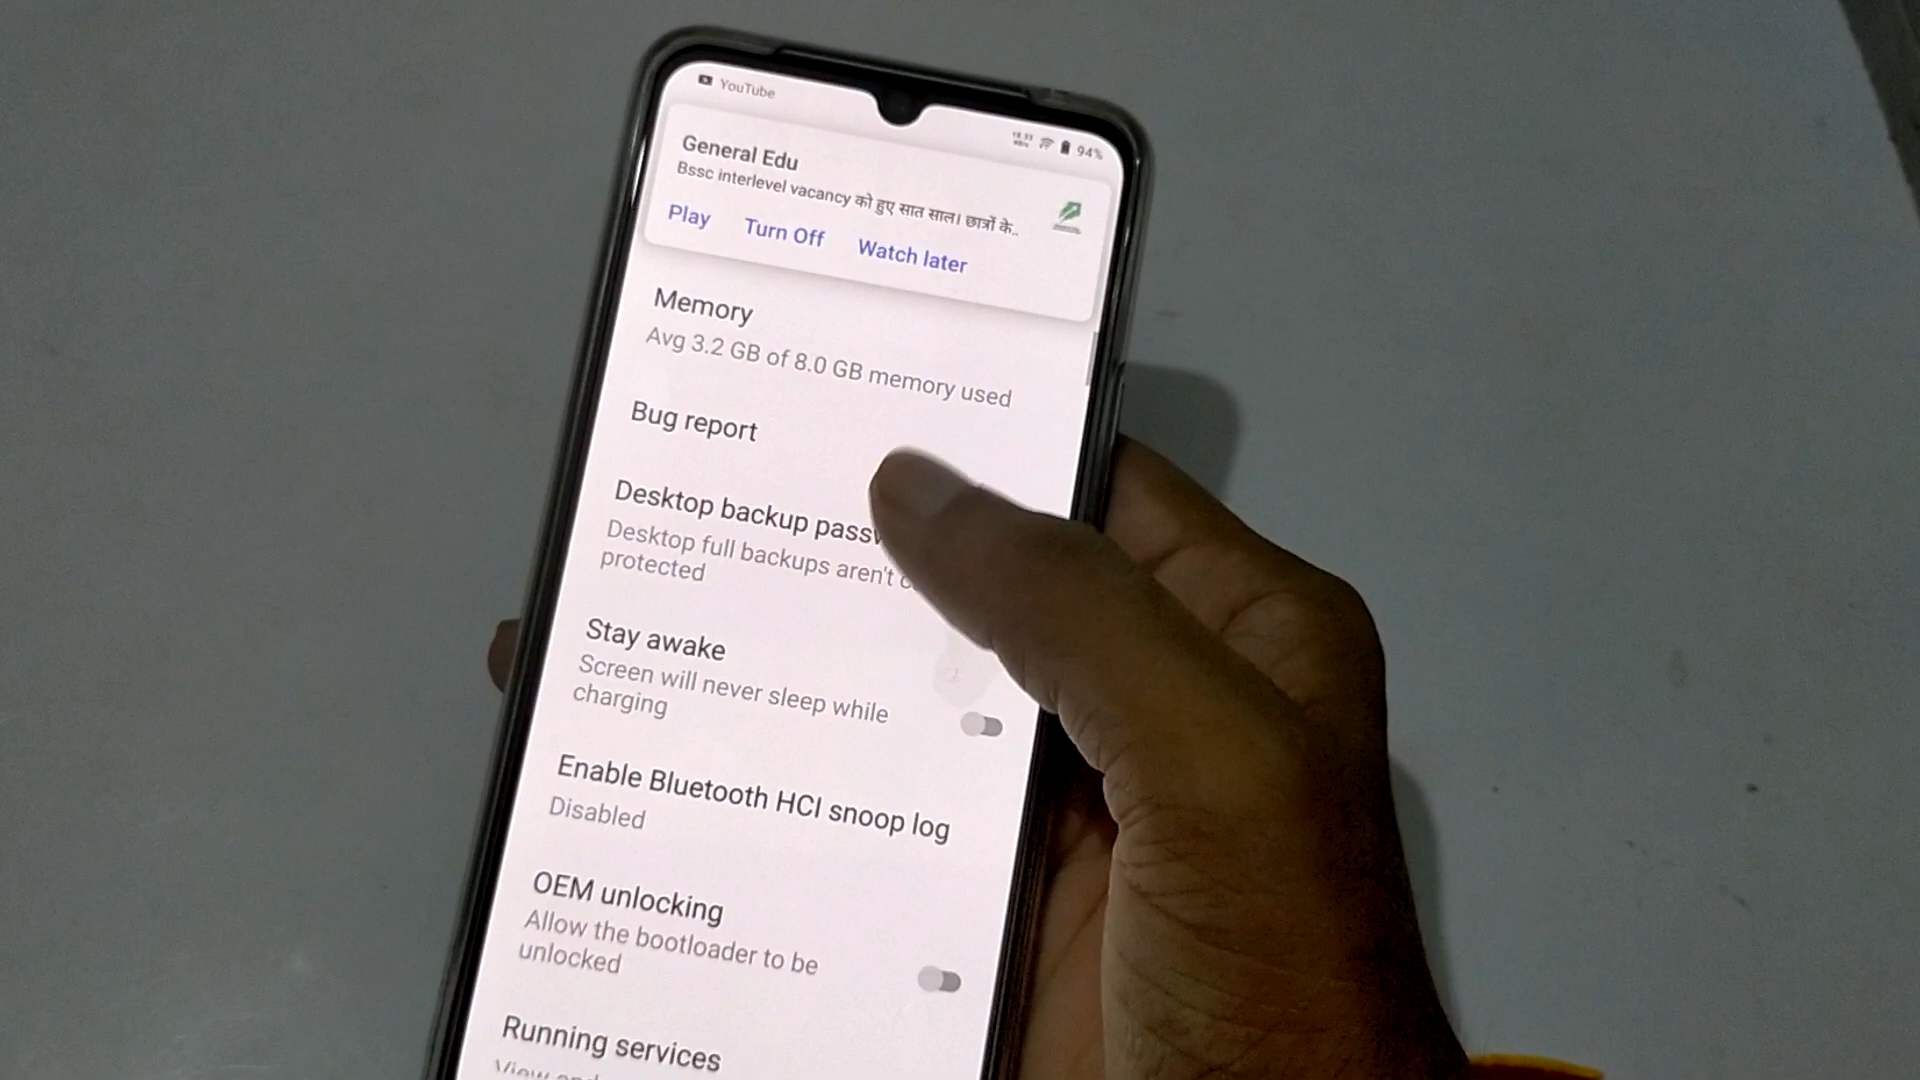 YouTube
94%
General Edu
Bssc interlevel vacancy को हुए सात साल। छात्रों के..
Play Turn Off Watch later
Memory
Avg 3.2 GB of 8.0 GB memory used
Bug report
Desktop backup
Desktop full backups aren't
protected
Stay awake
Screen will never sleep while
charging
Enable Bluetooth HCI snoop log
Disabled
OEM unlocking
Allow the bootloader to be
unlocked
Running services